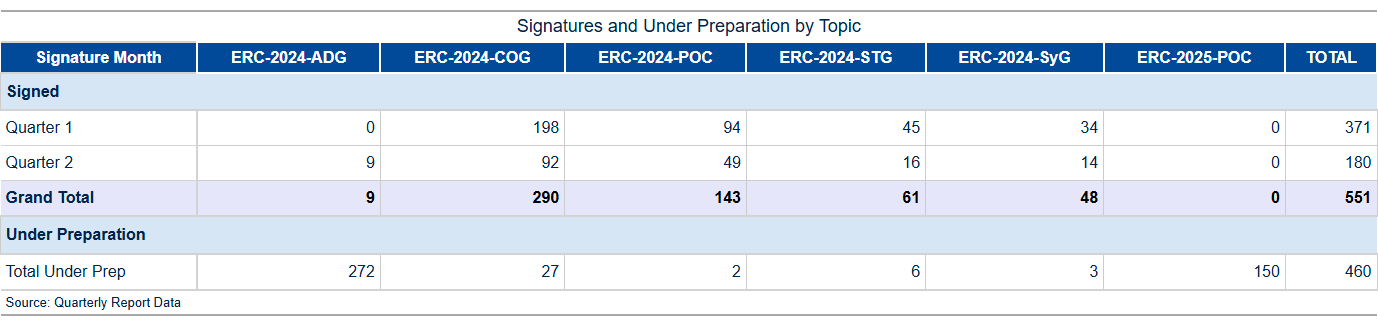 Signatures and Under Preparation by Topic
Signature Month ERC-2024-ADG ERC-2024-COG ERC-2024-POC ERC-2024-STG ERC-2024-SyG ERC-2025-POC TOTAL
Signed
Quarter 1 0 198 94 45 34 0 371
Quarter 2 9 92 49 16 14 0 180
Grand Total 9 290 143 61 48 0 551
Under Preparation
Total Under Prep 272 27 2 6 3 150 460
Source: Quarterly Report Data